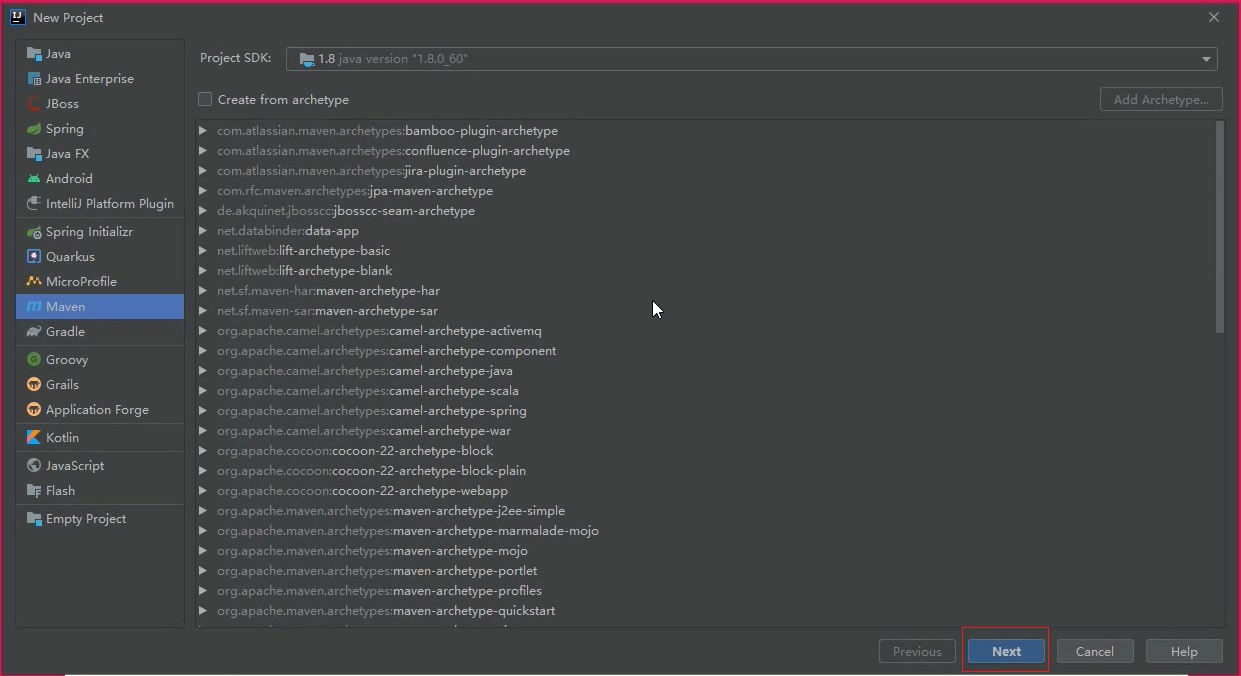 New Project
Java
Java Enterprise
JBoss
Spring
Java FX
Android
IntelliJ Platform Plugin
Spring Initializr
Quarkus
MicroProfile
Maven
Gradle
Groovy
Grails
Application Forge
Kotlin
JavaScript
Flash
Empty Project
Project SDK: 1.8 java version "1.8.0_60"
Create from archetype Add Archetype...
com.atlassian.maven.archetypes:bamboo-plugin-archetype
com.atlassian.maven.archetypes:confluence-plugin-archetype
com.atlassian.maven.archetypes:jira-plugin-archetype
com.rfc.maven.archetypes:jpa-maven-archetype
de.akquinet.jbosscc:jbosscc-seam-archetype
net.databinder:data-app
net.liftweb:lift-archetype-basic
net.liftweb:lift-archetype-blank
net.sf.maven-har:maven-archetype-har
net.sf.maven-sar:maven-archetype-sar
org.apache.camel.archetypes:camel-archetype-activemq
org.apache.camel.archetypes:camel-archetype-component
org.apache.camel.archetypes:camel-archetype-java
org.apache.camel.archetypes:camel-archetype-scala
org.apache.camel.archetypes:camel-archetype-spring
org.apache.camel.archetypes:camel-archetype-war
org.apache.cocoon:cocoon-22-archetype-block
org.apache.cocoon:cocoon-22-archetype-block-plain
org.apache.cocoon:cocoon-22-archetype-webapp
org.apache.maven.archetypes:maven-archetype-j2ee-simple
org.apache.maven.archetypes:maven-archetype-marmalade-mojo
org.apache.maven.archetypes:maven-archetype-mojo
org.apache.maven.archetypes:maven-archetype-portlet
org.apache.maven.archetypes:maven-archetype-profiles
org.apache.maven.archetypes:maven-archetype-quickstart
Previous Next Cancel Help